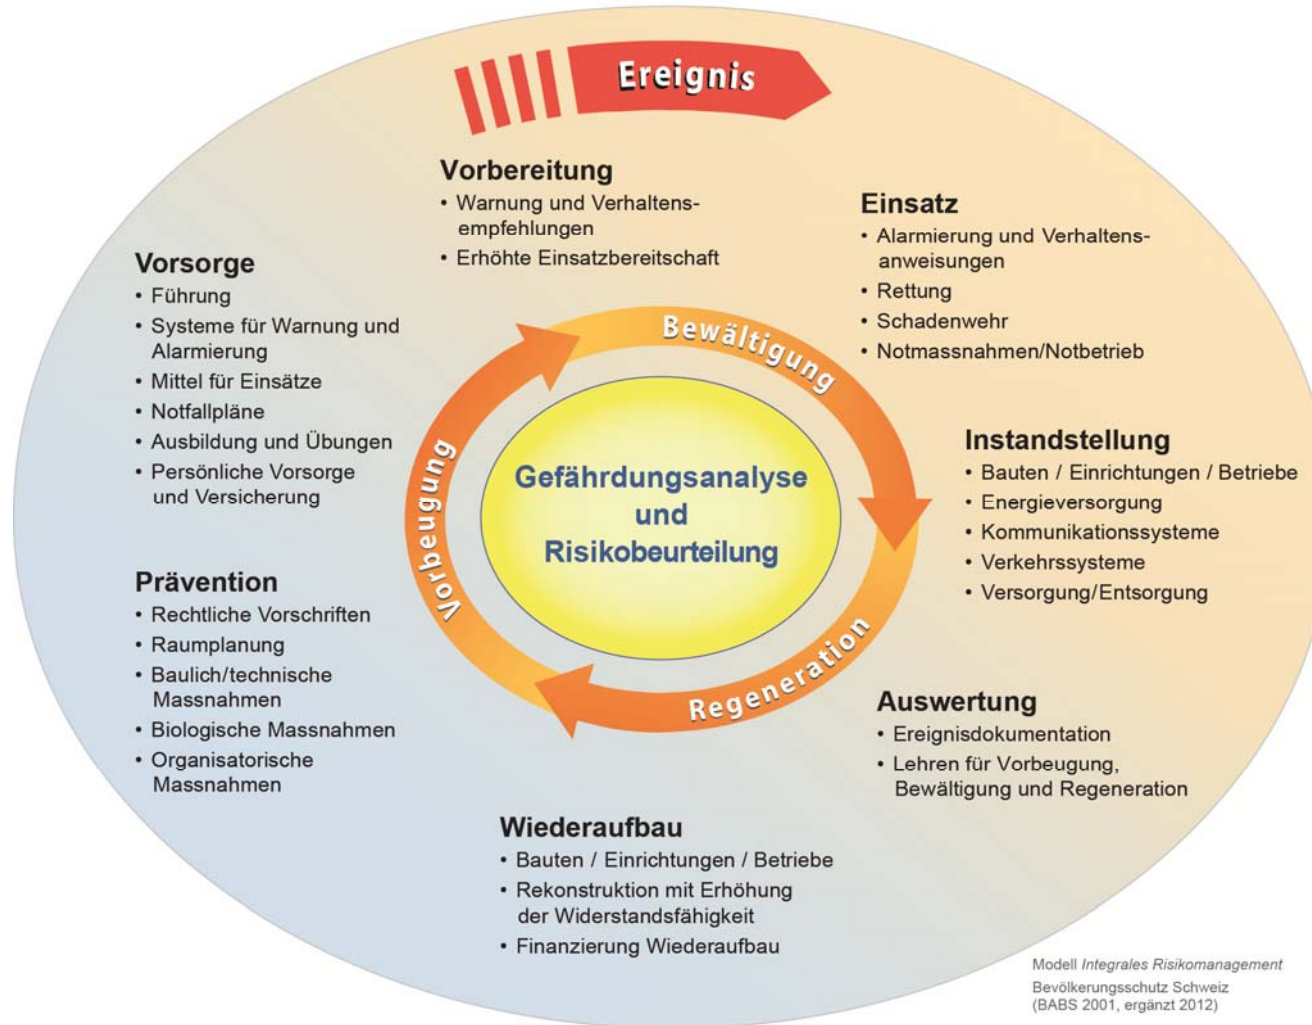 Ereignis
Vorbereitung
• Warnung und Verhaltens-
empfehlungen
• Erhöhte Einsatzbereitschaft
Einsatz
• Alarmierung und Verhaltens-
anweisungen
• Rettung
• Schadenwehr
• Notmassnahmen/Notbetrieb
Vorsorge
• Führung
• Systeme für Warnung und
Alarmierung
• Mittel für Einsätze
• Notfallpläne
• Ausbildung und Übungen
• Persönliche Vorsorge
und Versicherung
Bewältigung
Vorbeugung
Regeneration
Gefährdungsanalyse
und
Risikobeurteilung
Instandstellung
• Bauten / Einrichtungen / Betriebe
• Energieversorgung
• Kommunikationssysteme
• Verkehrssysteme
• Versorgung/Entsorgung
Prävention
• Rechtliche Vorschriften
• Raumplanung
• Baulich/technische
Massnahmen
• Biologische Massnahmen
• Organisatorische
Massnahmen
Auswertung
• Ereignisdokumentation
• Lehren für Vorbeugung,
Bewältigung und Regeneration
Wiederaufbau
• Bauten / Einrichtungen / Betriebe
• Rekonstruktion mit Erhöhung
der Widerstandsfähigkeit
• Finanzierung Wiederaufbau
Modell Integrales Risikomanagement
Bevölkerungsschutz Schweiz
(BABS 2001, ergänzt 2012)